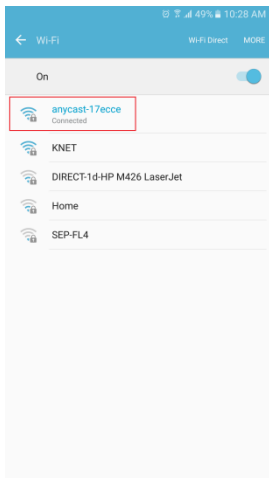 49% 10:28 AM
Wi-Fi Wi-Fi Direct MORE
On
anycast-17ecce
Connected
KNET
DIRECT-1d-HP M426 LaserJet
Home
SEP-FL4